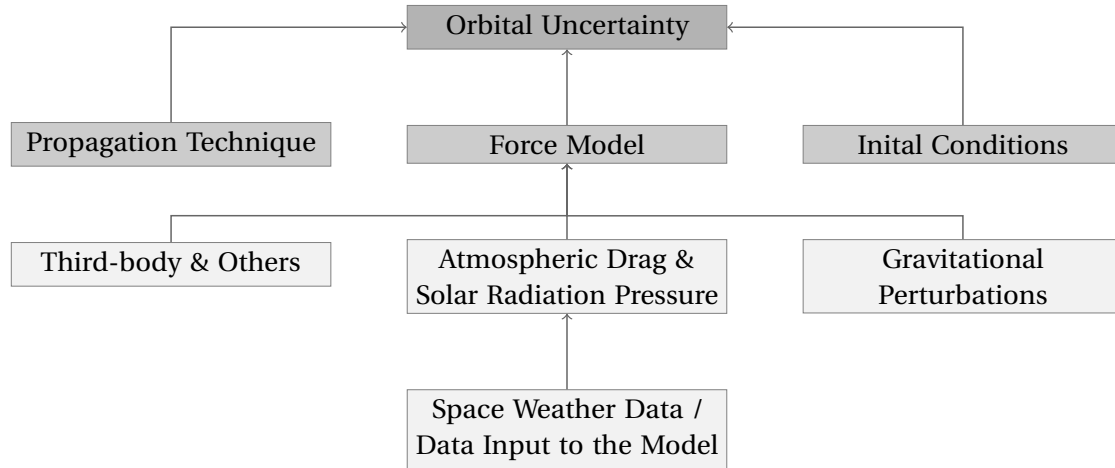 Orbital Uncertainty
Propagation Technique
Force Model
Inital Conditions
Third-body & Others
Atmospheric Drag &
Solar Radiation Pressure
Gravitational
Perturbations
Space Weather Data /
Data Input to the Model